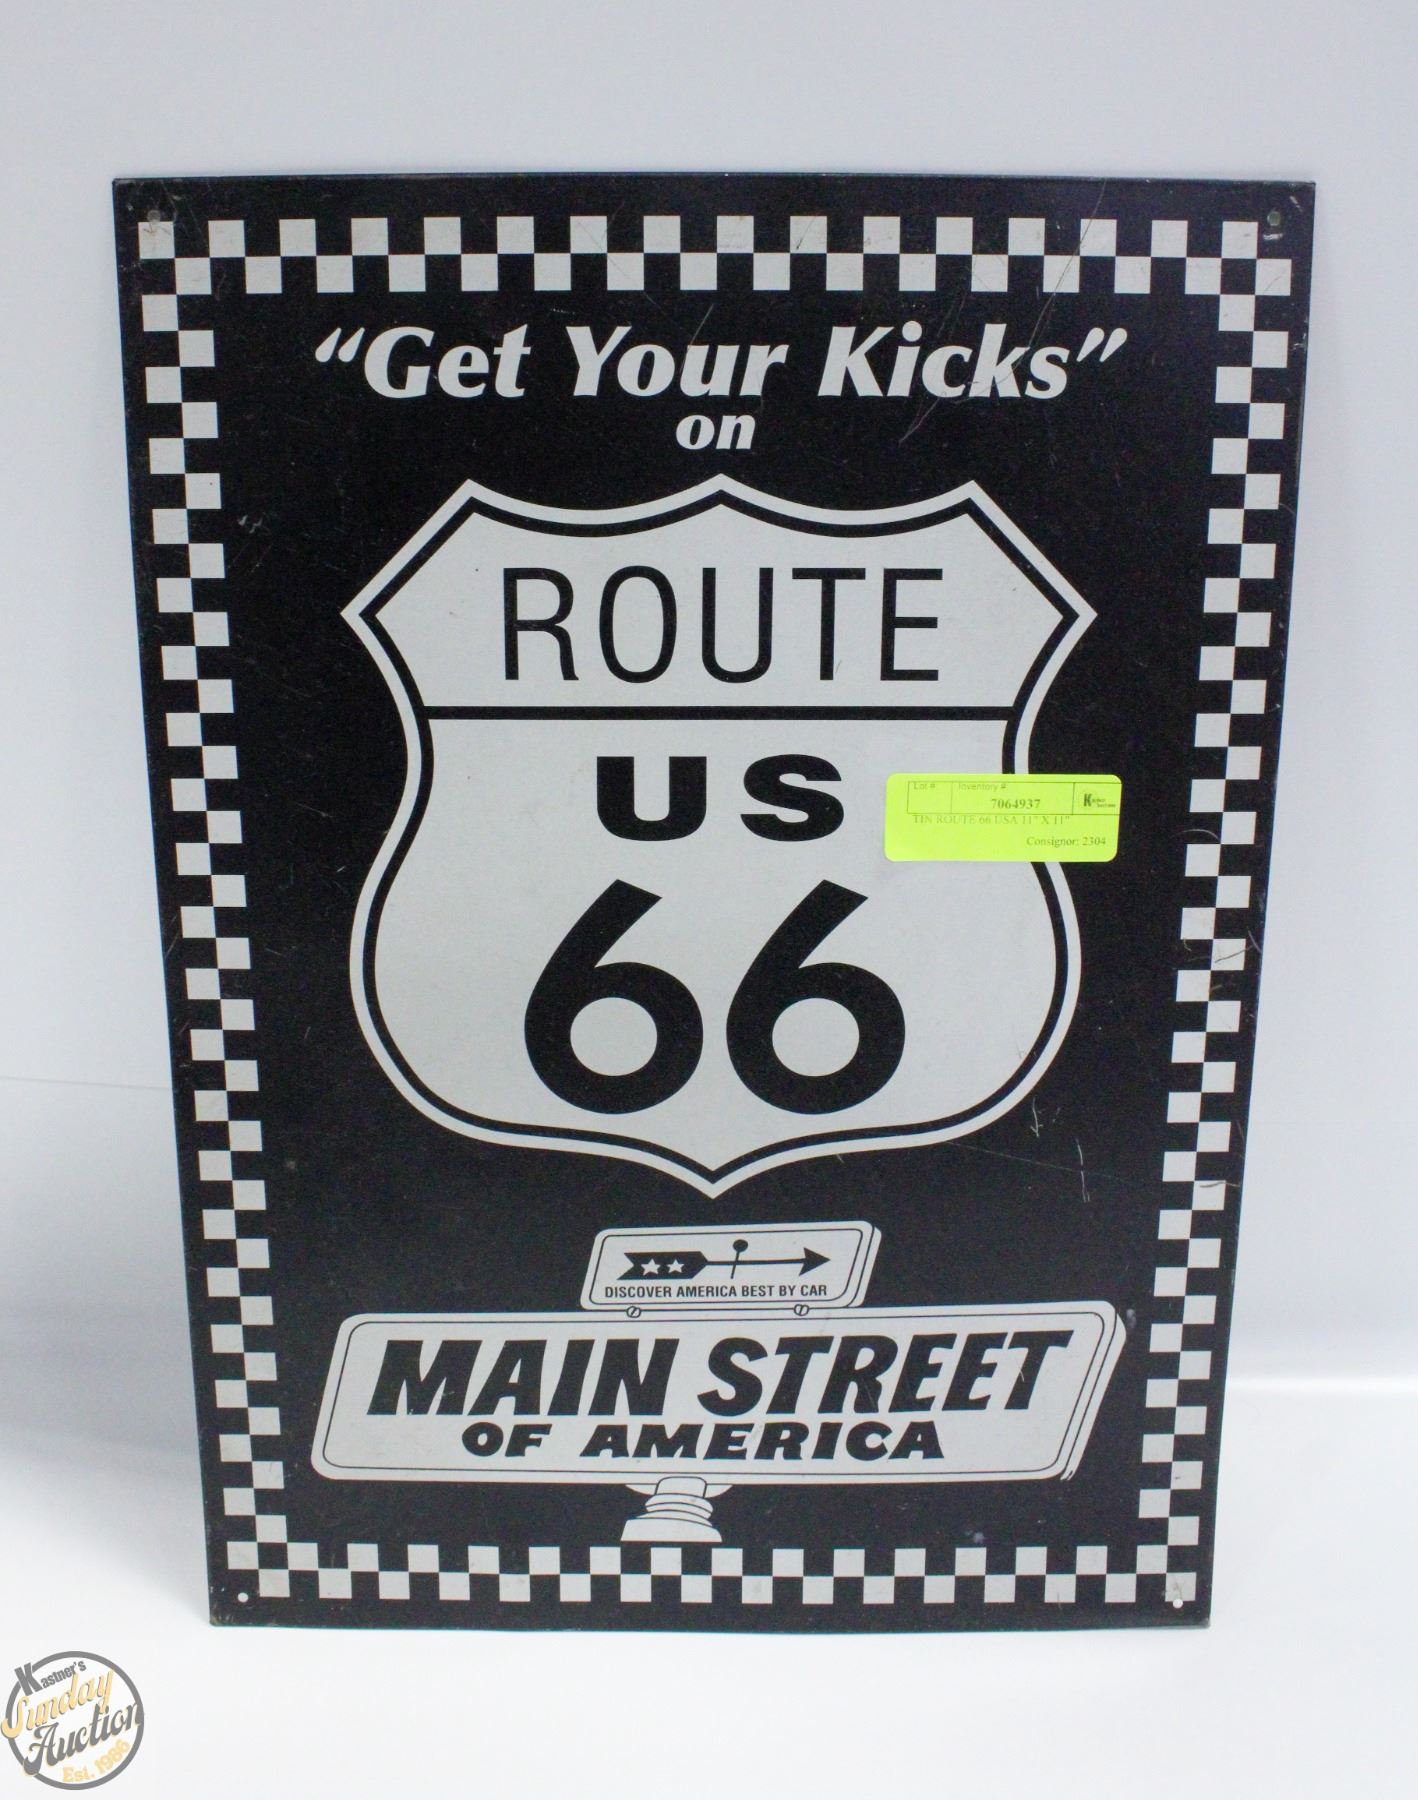 “Get Your Kicks”
on
ROUTE
US
66
Lot # Inventory #
7064937
TIN ROUTE 66 USA 11" X 11"
Consignor: 2304
DISCOVER AMERICA BEST BY CAR
MAIN STREET
OF AMERICA
Kastner's
Sunday
Auction
Est. 1986